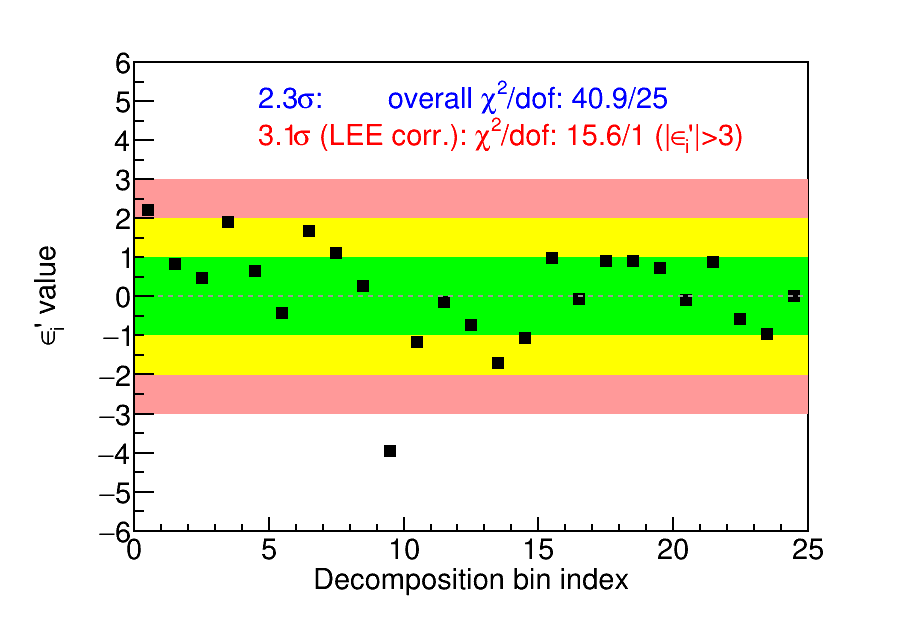 6
5
4
3
2
1
0
−1
−2
−3
−4
−5
−6
2.3σ: overall χ²/dof: 40.9/25
3.1σ (LEE corr.): χ²/dof: 15.6/1 (|ϵᵢ'|>3)
ϵᵢ' value
0 5 10 15 20 25
Decomposition bin index